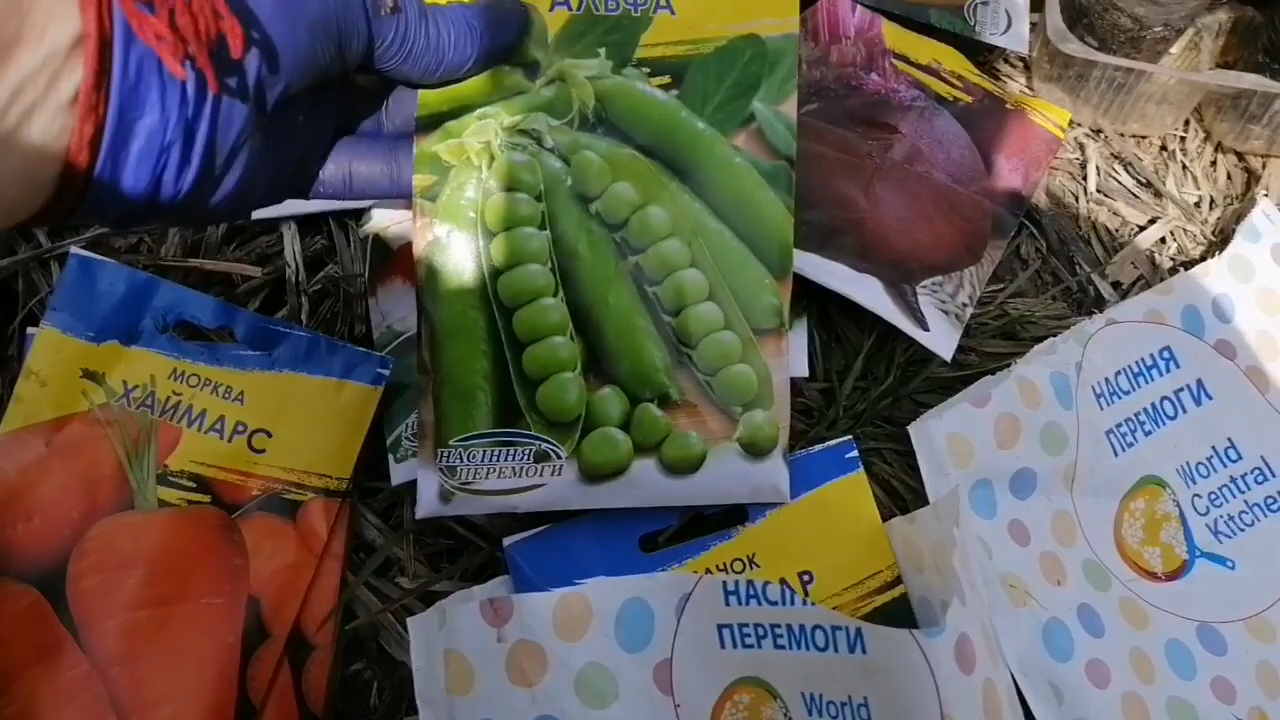 АЛЬФА
НАСІННЯ
ПЕРЕМОГИ
МОРКВА
ХАЙМАРС
НАСІННЯ
ПЕРЕМОГИ
World
Central
Kitchen
НАСІННЯ
ПЕРЕМОГИ
World